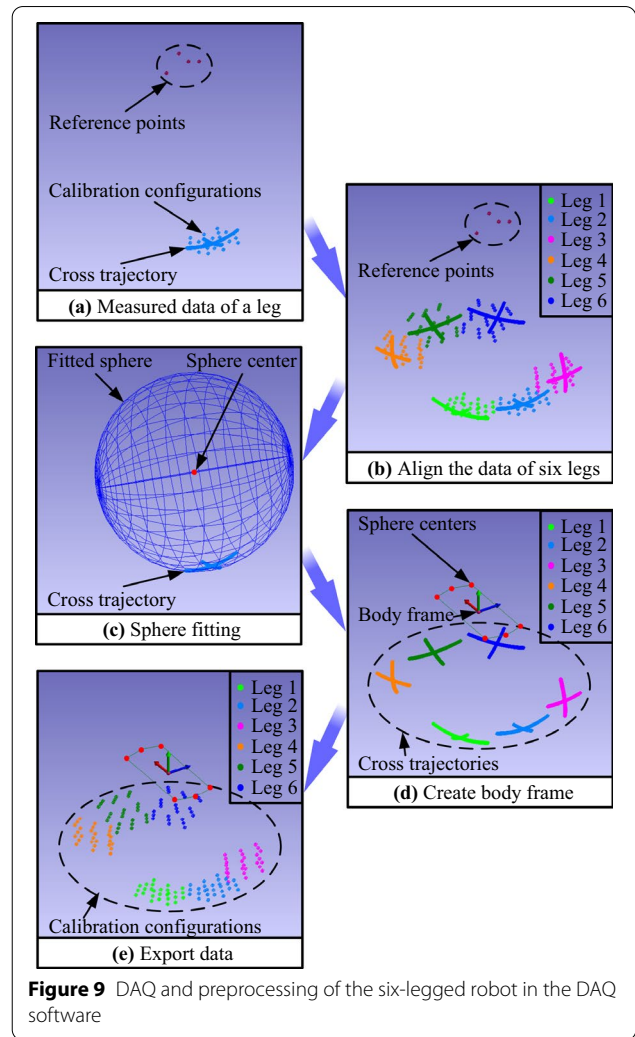 Reference points
Calibration configurations
Cross trajectory
(a) Measured data of a leg
Leg 1
Leg 2
Leg 3
Leg 4
Leg 5
Leg 6
Reference points
(b) Align the data of six legs
Fitted sphere
Sphere center
Cross trajectory
(c) Sphere fitting
Sphere centers
Body frame
Leg 1
Leg 2
Leg 3
Leg 4
Leg 5
Leg 6
Cross trajectories
(d) Create body frame
Leg 1
Leg 2
Leg 3
Leg 4
Leg 5
Leg 6
Calibration configurations
(e) Export data
Figure 9 DAQ and preprocessing of the six-legged robot in the DAQ
software